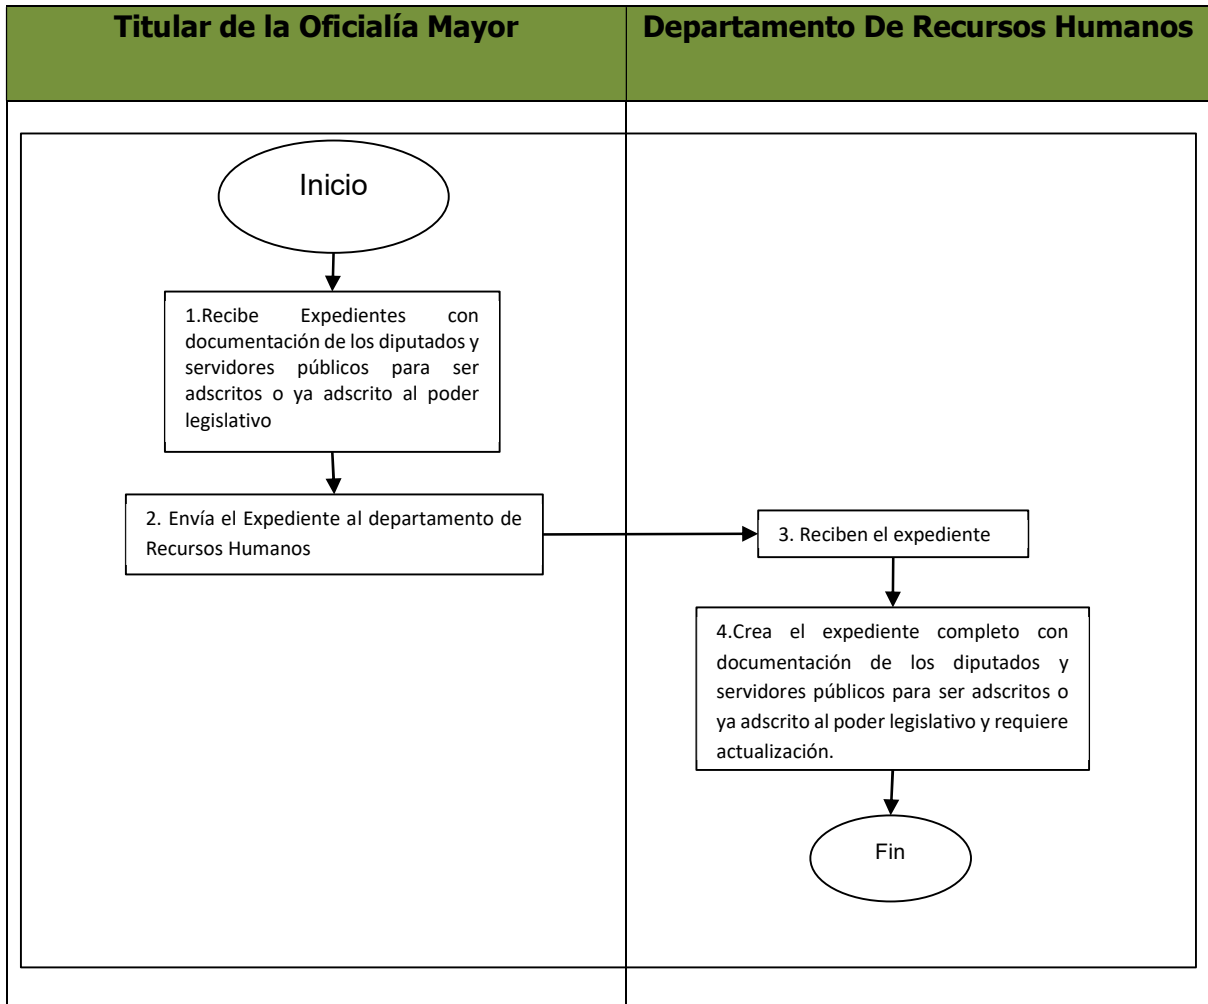 Titular de la Oficialía Mayor
Departamento De Recursos Humanos
Inicio
1.Recibe Expedientes con
documentación de los diputados y
servidores públicos para ser
adscritos o ya adscrito al poder
legislativo
2. Envía el Expediente al departamento de
Recursos Humanos
3. Reciben el expediente
4.Crea el expediente completo con
documentación de los diputados y
servidores públicos para ser adscritos o
ya adscrito al poder legislativo y requiere
actualización.
Fin